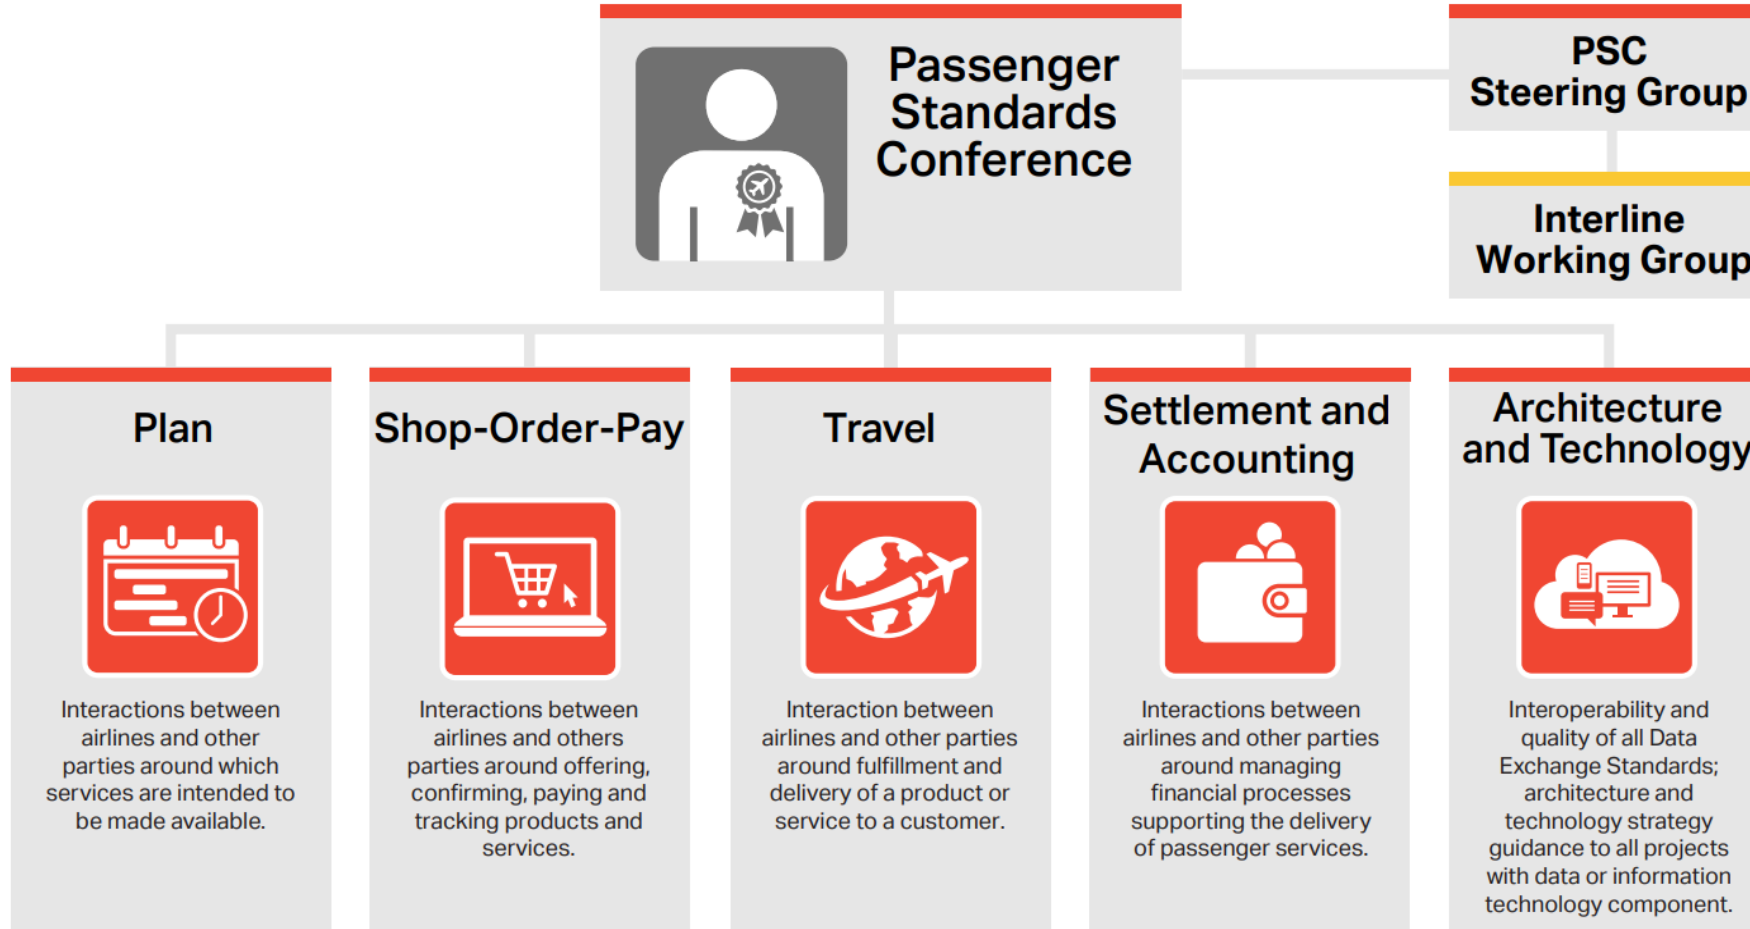 Passenger
Standards
Conference
PSC
Steering Group
Interline
Working Group
Plan
Interactions between
airlines and other
parties around which
services are intended to
be made available.
Shop-Order-Pay
Interactions between
airlines and others
parties around offering,
confirming, paying and
tracking products and
services.
Travel
Interaction between
airlines and other parties
around fulfillment and
delivery of a product or
service to a customer.
Settlement and
Accounting
Interactions between
airlines and other parties
around managing
financial processes
supporting the delivery
of passenger services.
Architecture
and Technology
Interoperability and
quality of all Data
Exchange Standards;
architecture and
technology strategy
guidance to all projects
with data or information
technology component.